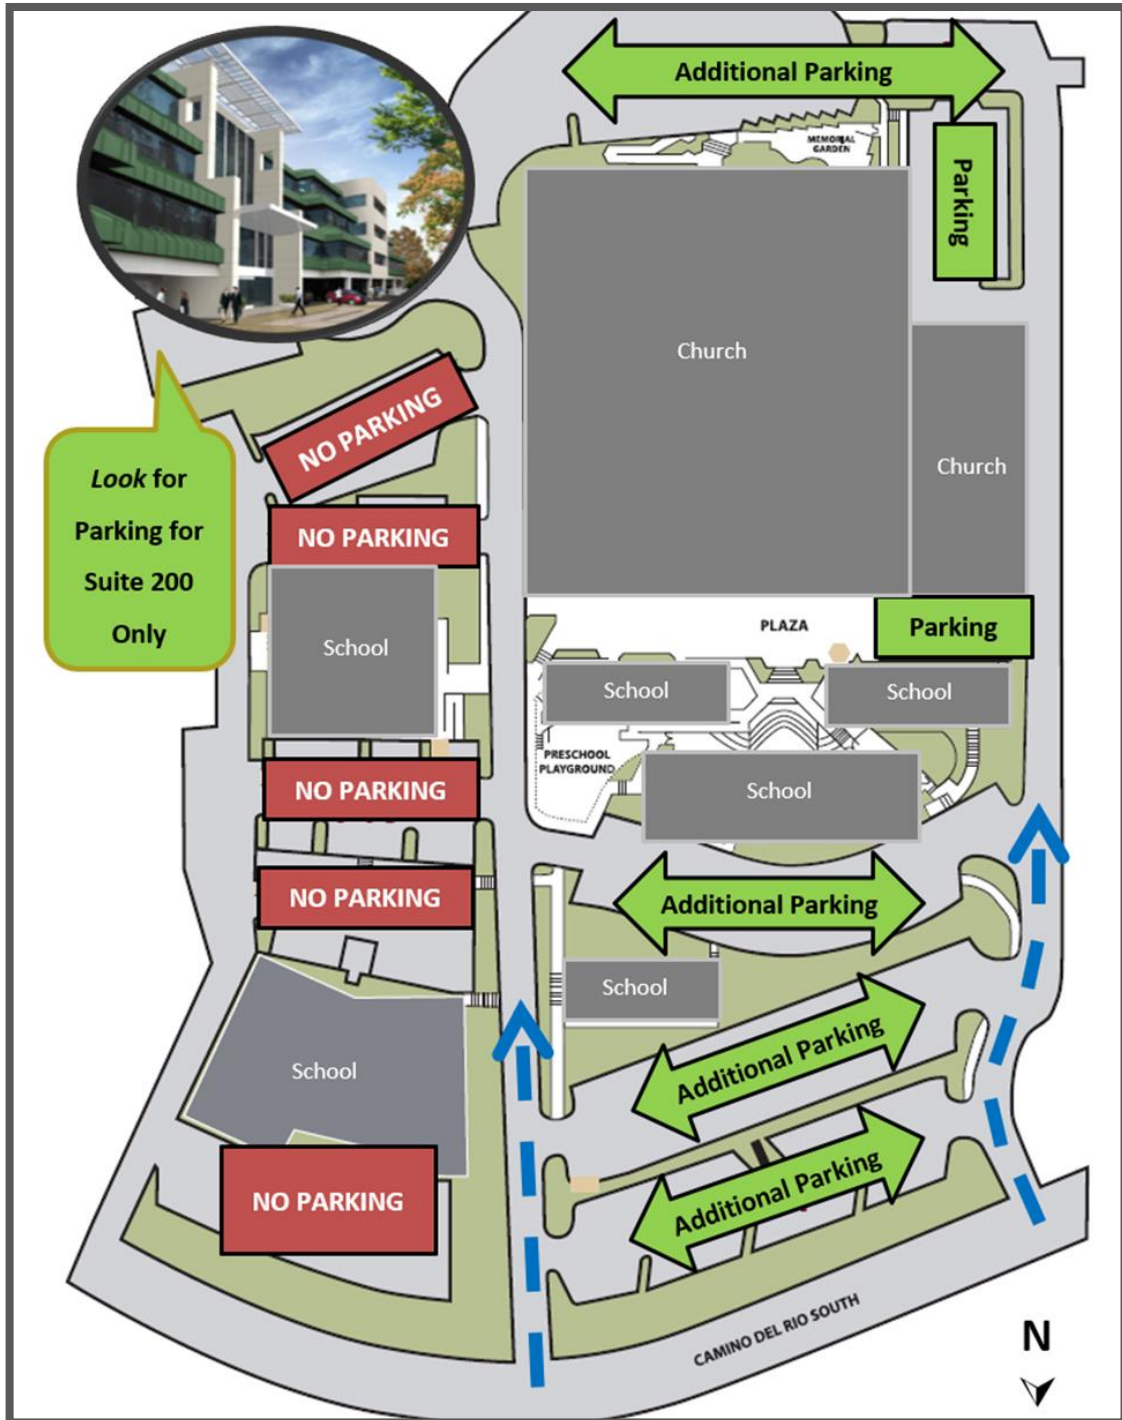 Additional Parking
MEMORIAL
GARDEN
Parking
Church
NO PARKING
Look for
Parking for
Suite 200
Only
Church
NO PARKING
School
PLAZA
Parking
School
School
PRESCHOOL
PLAYGROUND
School
NO PARKING
NO PARKING
Additional Parking
School
Additional Parking
School
Additional Parking
NO PARKING
CAMINO DEL RIO SOUTH
N